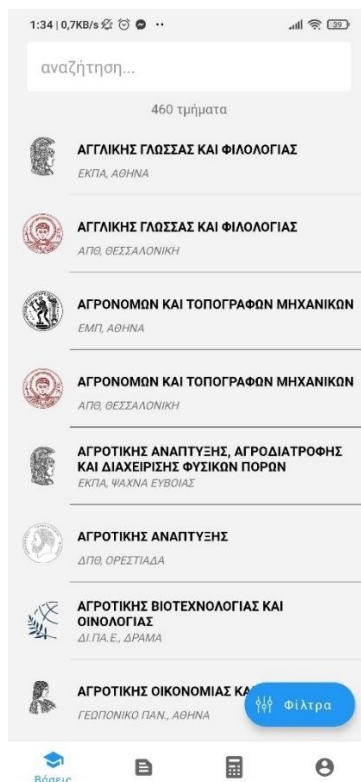 1:34 | 0,7KB/s
39
αναζήτηση...
460 τμήματα
ΑΓΓΛΙΚΗΣ ΓΛΩΣΣΑΣ ΚΑΙ ΦΙΛΟΛΟΓΙΑΣ
ΕΚΠΑ, ΑΘΗΝΑ
ΑΓΓΛΙΚΗΣ ΓΛΩΣΣΑΣ ΚΑΙ ΦΙΛΟΛΟΓΙΑΣ
ΑΠΘ, ΘΕΣΣΑΛΟΝΙΚΗ
ΑΓΡΟΝΟΜΩΝ ΚΑΙ ΤΟΠΟΓΡΑΦΩΝ ΜΗΧΑΝΙΚΩΝ
ΕΜΠ, ΑΘΗΝΑ
ΑΓΡΟΝΟΜΩΝ ΚΑΙ ΤΟΠΟΓΡΑΦΩΝ ΜΗΧΑΝΙΚΩΝ
ΑΠΘ, ΘΕΣΣΑΛΟΝΙΚΗ
ΑΓΡΟΤΙΚΗΣ ΑΝΑΠΤΥΞΗΣ, ΑΓΡΟΔΙΑΤΡΟΦΗΣ
ΚΑΙ ΔΙΑΧΕΙΡΙΣΗΣ ΦΥΣΙΚΩΝ ΠΟΡΩΝ
ΕΚΠΑ, ΨΑΧΝΑ ΕΥΒΟΙΑΣ
ΑΓΡΟΤΙΚΗΣ ΑΝΑΠΤΥΞΗΣ
ΔΠΘ, ΟΡΕΣΤΙΑΔΑ
ΑΓΡΟΤΙΚΗΣ ΒΙΟΤΕΧΝΟΛΟΓΙΑΣ ΚΑΙ
ΟΙΝΟΛΟΓΙΑΣ
ΔΙ.ΠΑ.Ε., ΔΡΑΜΑ
ΑΓΡΟΤΙΚΗΣ ΟΙΚΟΝΟΜΙΑΣ ΚΑ
ΓΕΩΠΟΝΙΚΟ ΠΑΝ., ΑΘΗΝΑ
Φίλτρα
Βάσεις